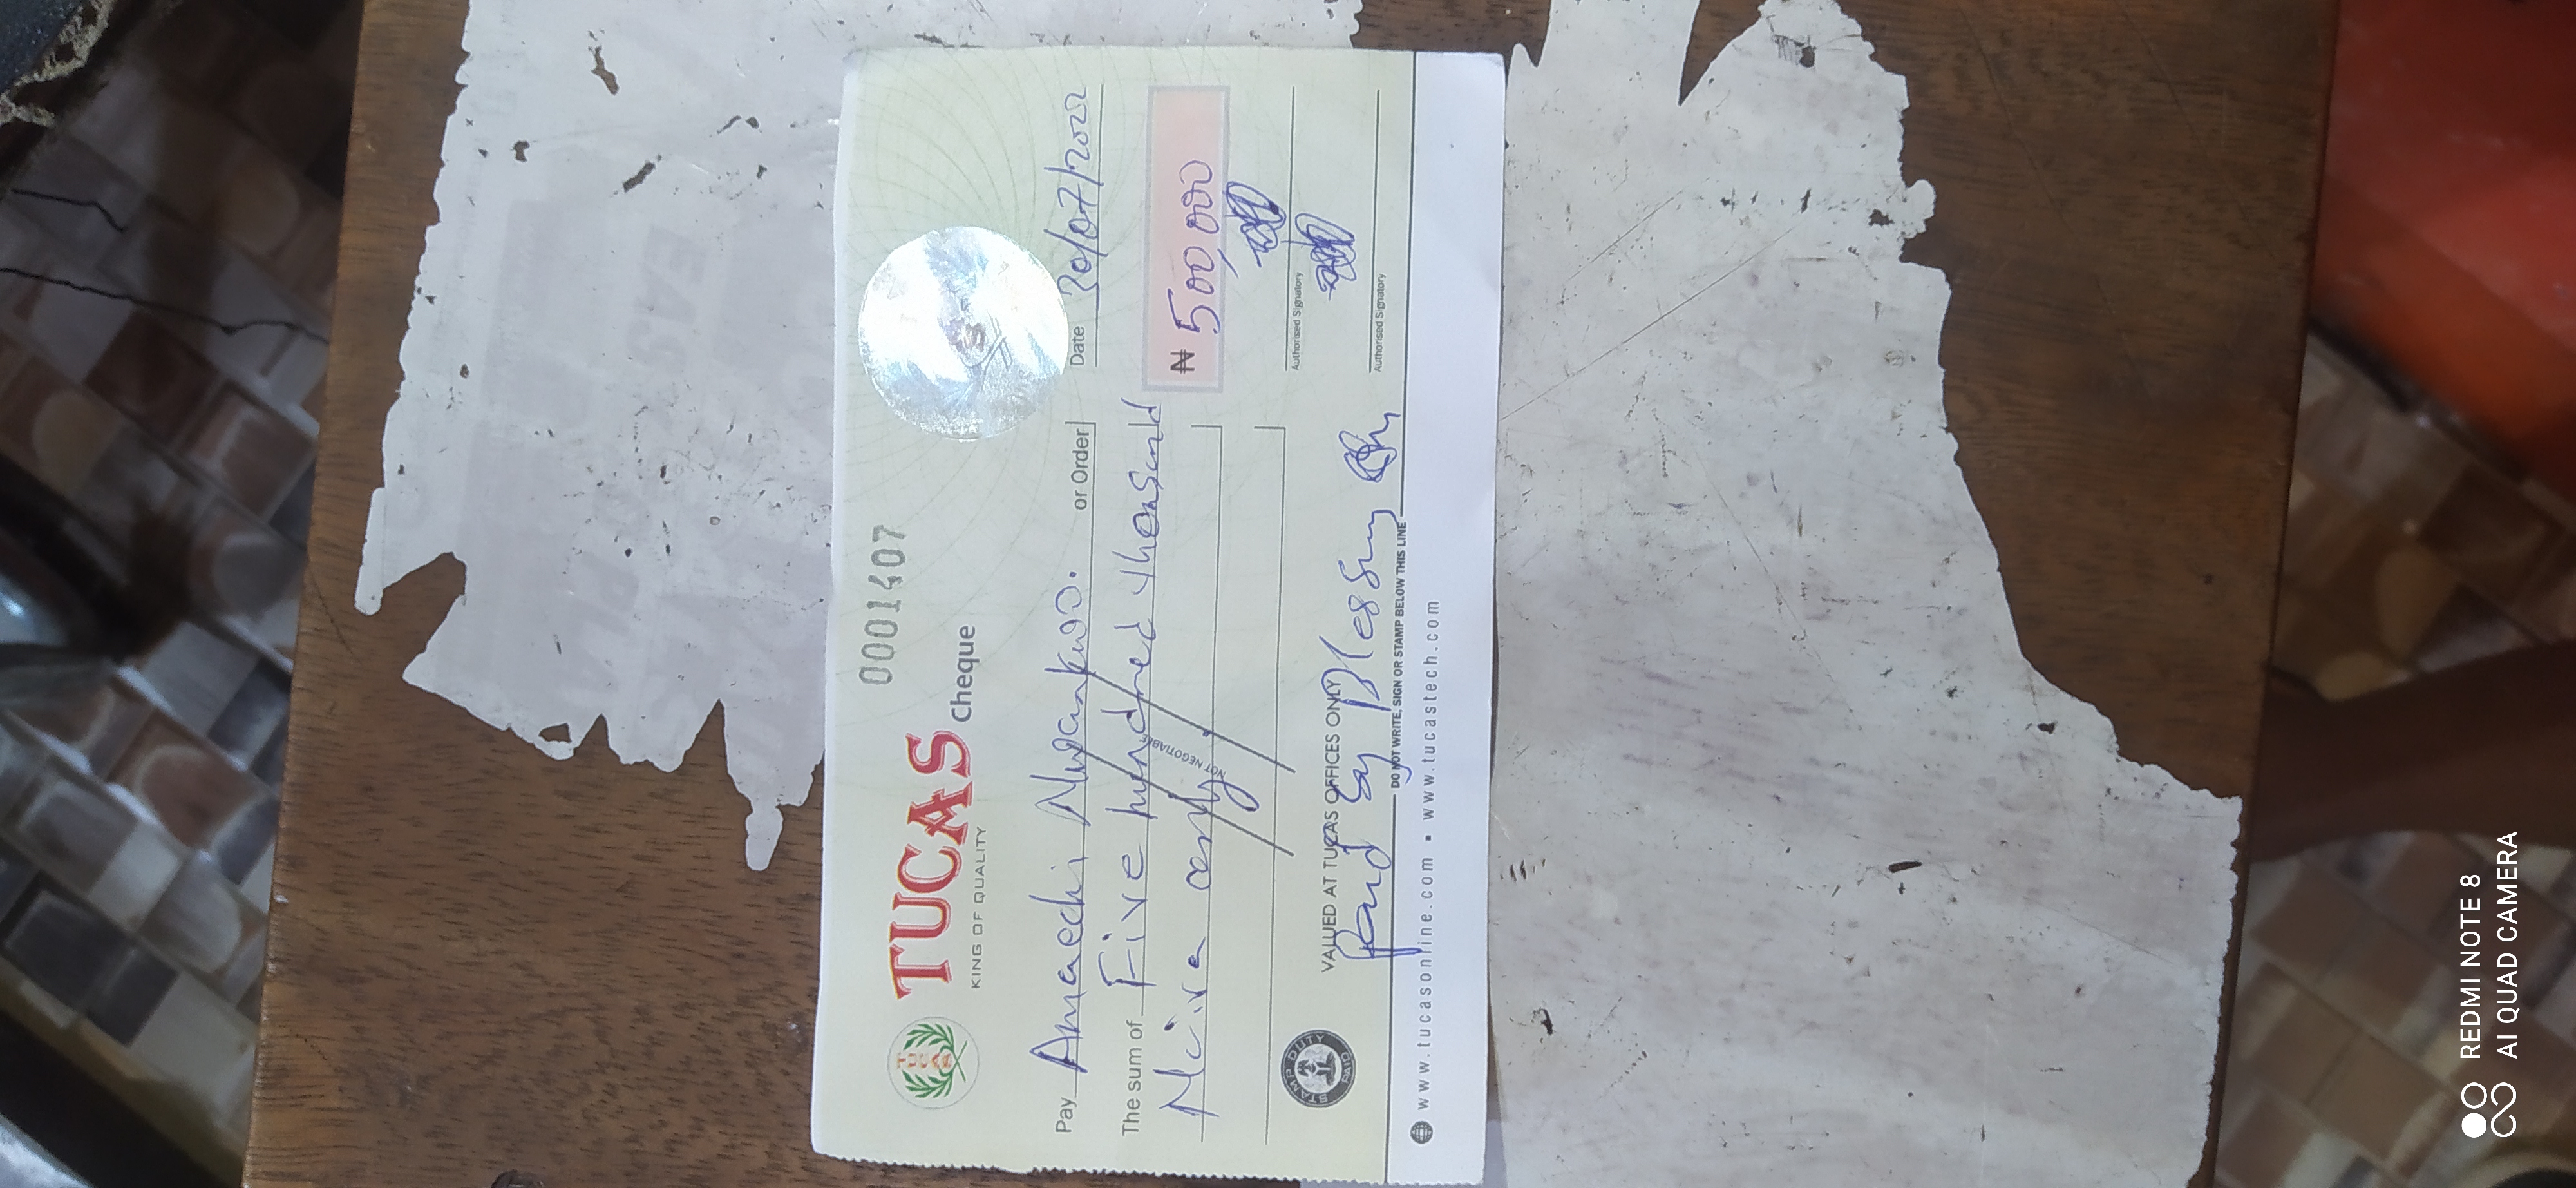 0001407
TUCAS
KING OF QUALITY
Cheque
TUCAS
Pay Amaechi Nwankwo. or Order
Date 20/07/2022
The sum of Five hundred thousand
Naira only
₦ 500,000
NOT NEGOTIABLE
Authorised Signatory
Authorised Signatory
VALUED AT TUCAS OFFICES ONLY
Paid by Blessing
DO NOT WRITE, SIGN OR STAMP BELOW THIS LINE
STAMP DUTY PAID
www.tucasonline.com • www.tucastech.com
REDMI NOTE 8
AI QUAD CAMERA